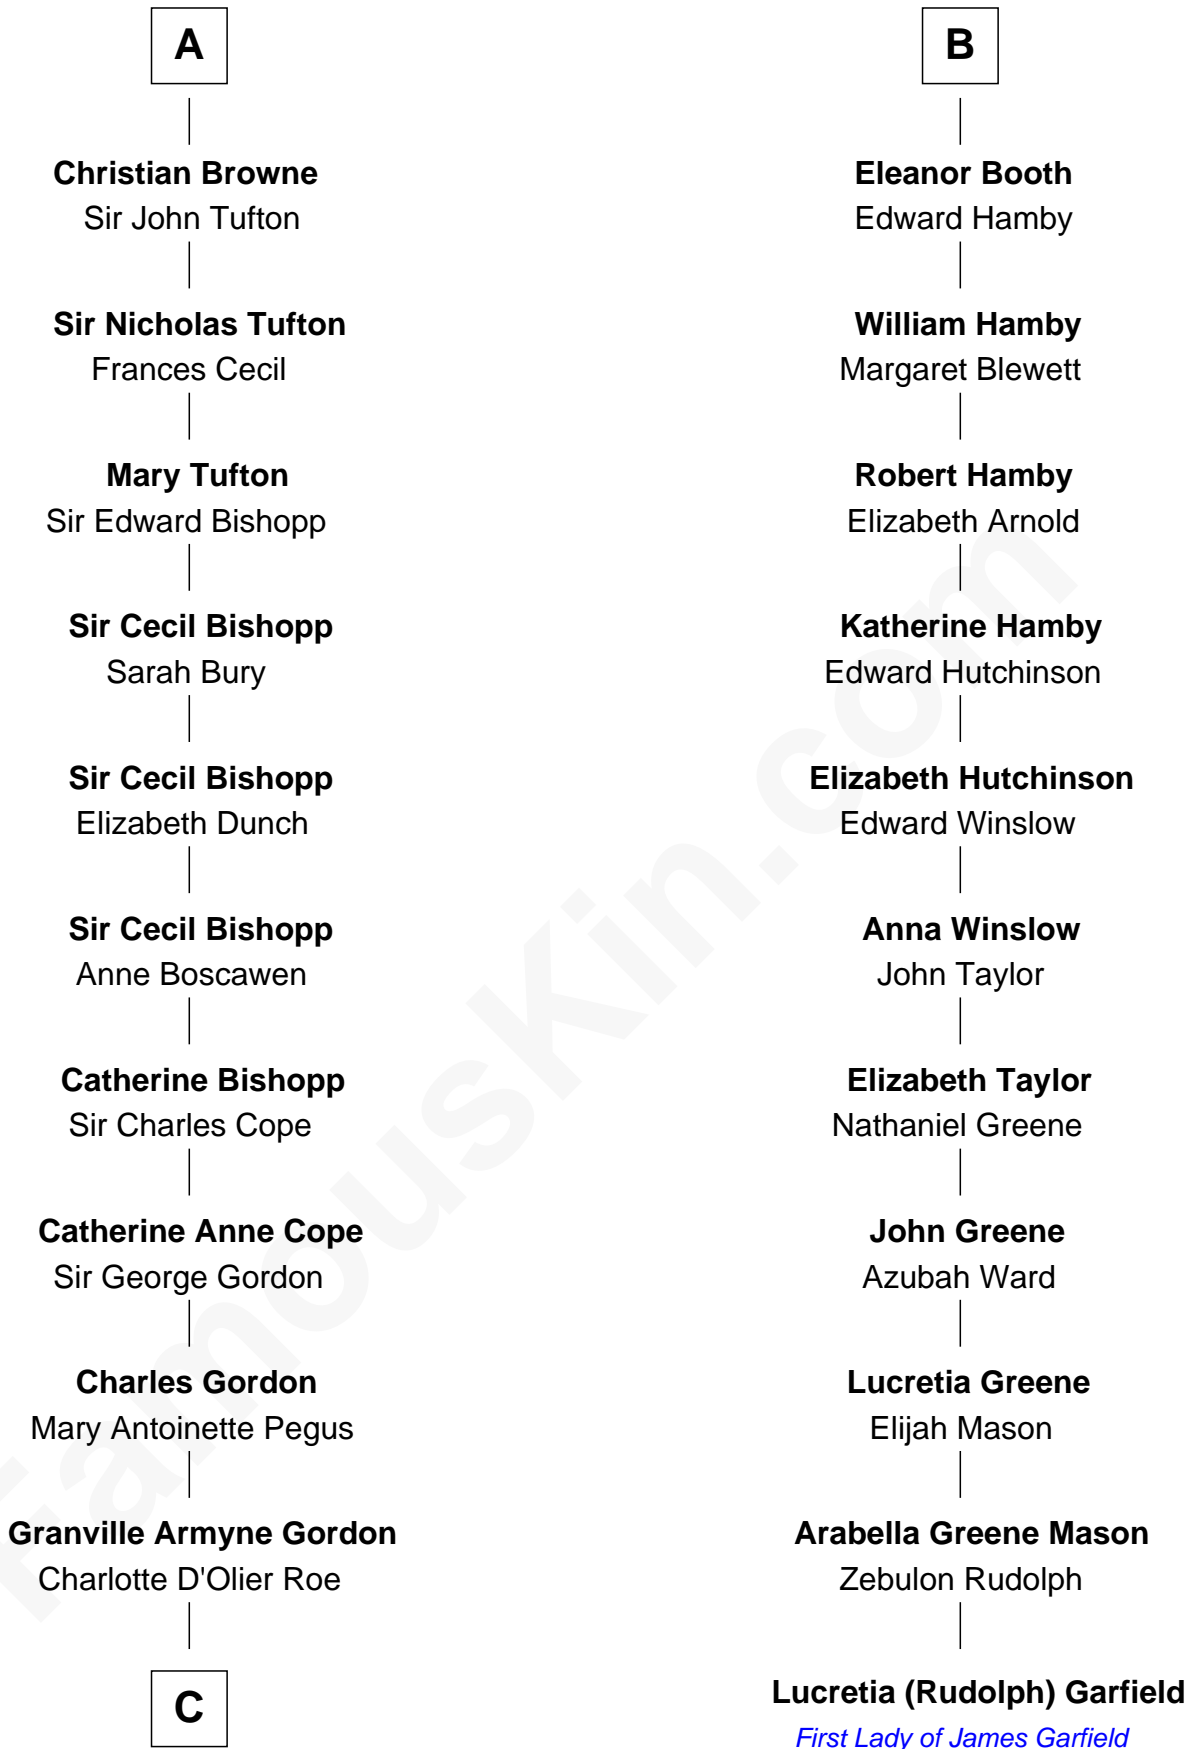 A
Christian Browne
Sir John Tufton
Sir Nicholas Tufton
Frances Cecil
Mary Tufton
Sir Edward Bishopp
Sir Cecil Bishopp
Sarah Bury
Sir Cecil Bishopp
Elizabeth Dunch
Sir Cecil Bishopp
Anne Boscawen
Catherine Bishopp
Sir Charles Cope
Catherine Anne Cope
Sir George Gordon
Charles Gordon
Mary Antoinette Pegus
Granville Armyne Gordon
Charlotte D'Olier Roe
C
B
Eleanor Booth
Edward Hamby
William Hamby
Margaret Blewett
Robert Hamby
Elizabeth Arnold
Katherine Hamby
Edward Hutchinson
Elizabeth Hutchinson
Edward Winslow
Anna Winslow
John Taylor
Elizabeth Taylor
Nathaniel Greene
John Greene
Azubah Ward
Lucretia Greene
Elijah Mason
Arabella Greene Mason
Zebulon Rudolph
Lucretia (Rudolph) Garfield
First Lady of James Garfield
FamousKin.com